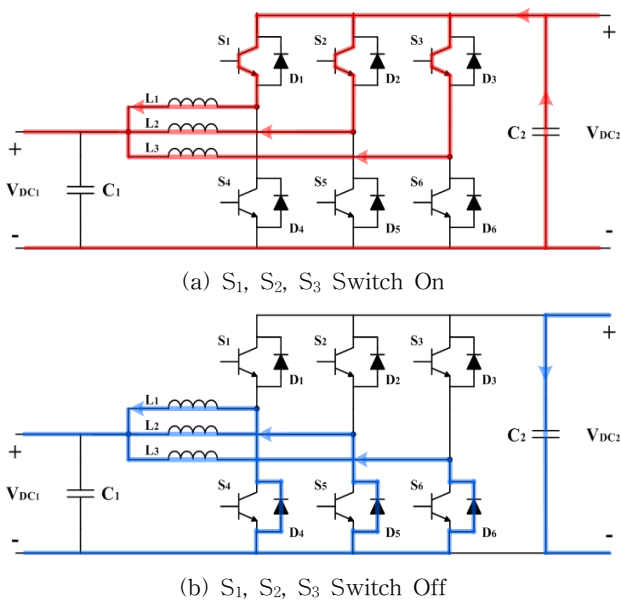 S1 S2 S3
D1 D2 D3
L1
L2
L3
+ +
C2 VDC2
VDC1 C1
S4 S5 S6
D4 D5 D6
- -
(a) S1, S2, S3 Switch On
S1 S2 S3
+
D1 D2 D3
L1
L2
L3
+
C2 VDC2
VDC1 C1
S4 S5 S6
D4 D5 D6
- -
(b) S1, S2, S3 Switch Off